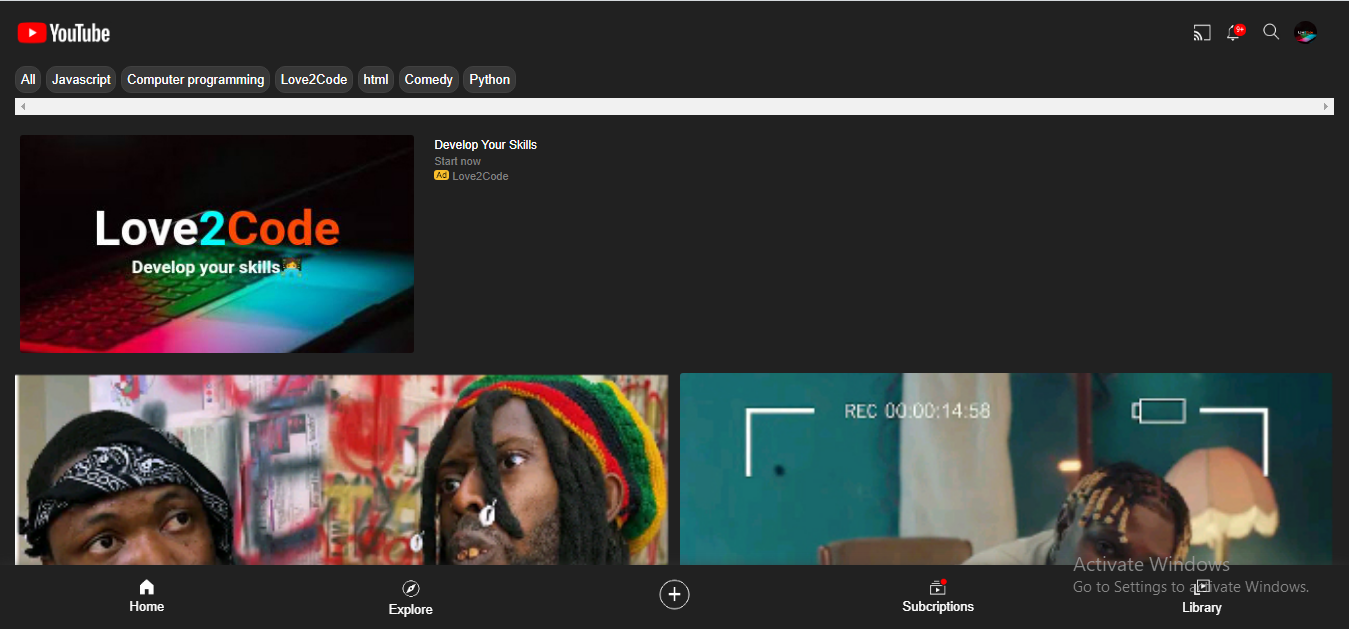 YouTube
9+
All Javascript Computer programming Love2Code html Comedy Python
Love2Code
Develop your skills
Develop Your Skills
Start now
Ad Love2Code
REC 00:00:14:58
Activate Windows
Go to Settings to activate Windows.
Home Explore Subcriptions Library